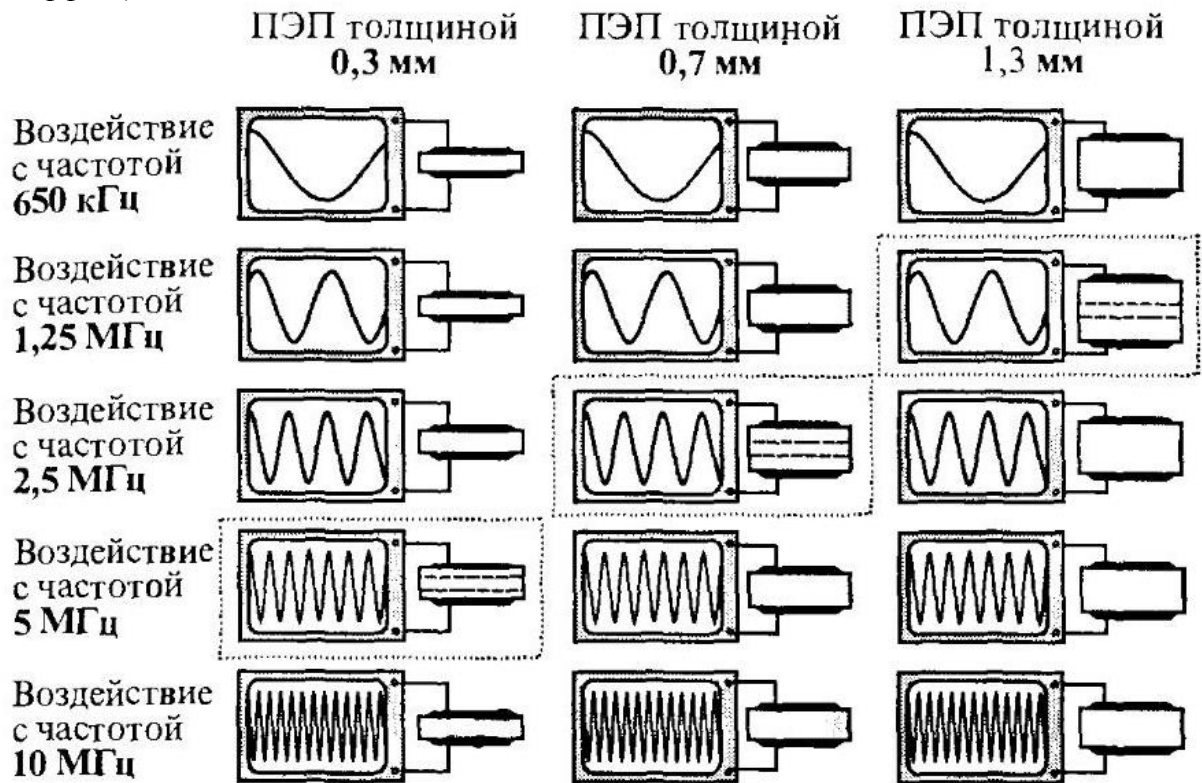 ПЭП толщиной
0,3 мм
ПЭП толщиной
0,7 мм
ПЭП толщиной
1,3 мм
Воздействие
с частотой
650 кГц
Воздействие
с частотой
1,25 МГц
Воздействие
с частотой
2,5 МГц
Воздействие
с частотой
5 МГц
Воздействие
с частотой
10 МГц